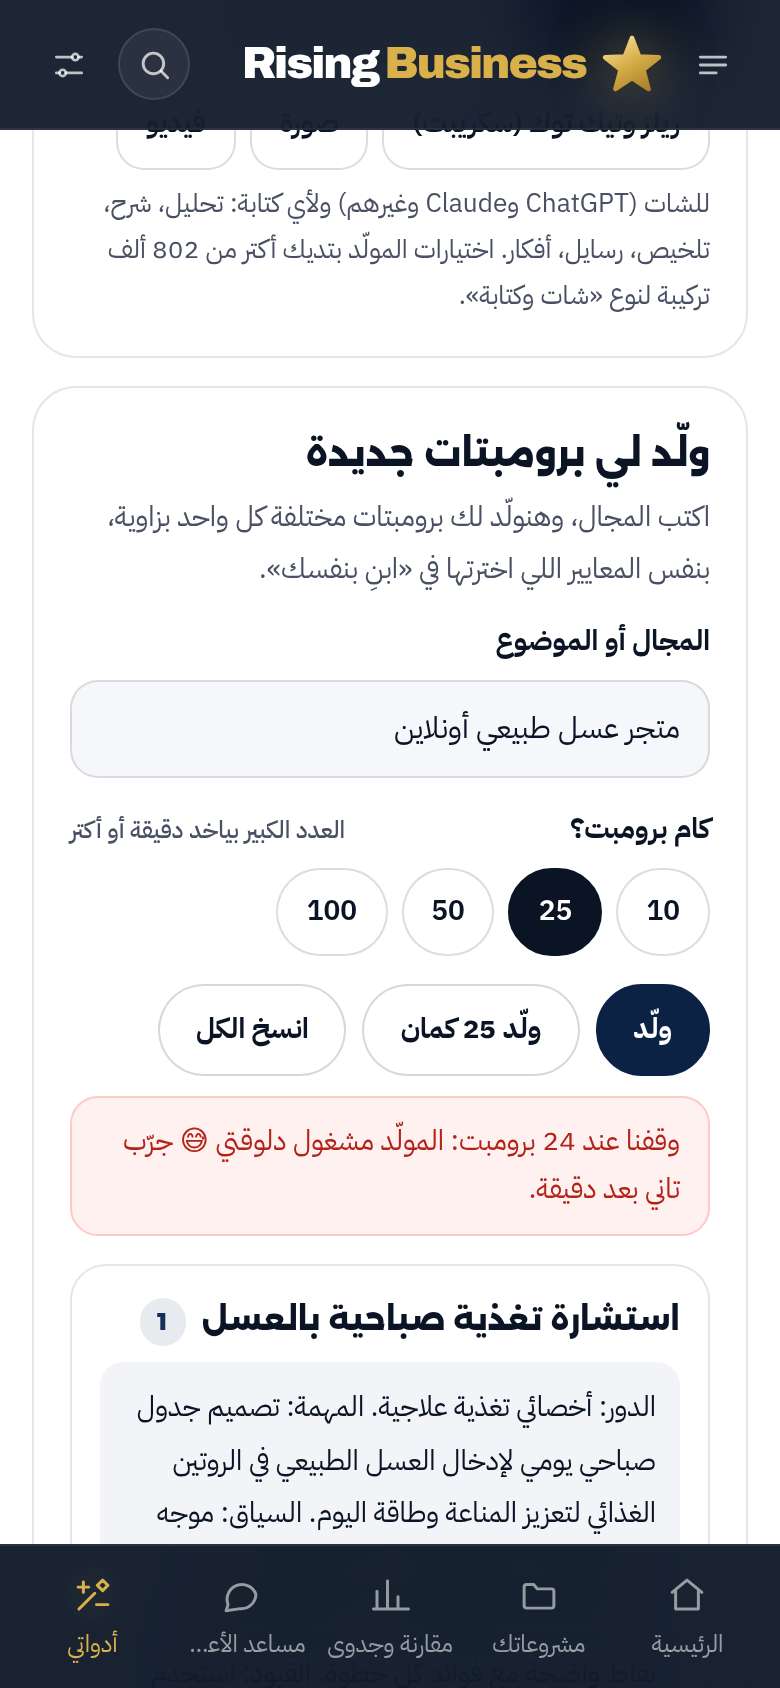 Rising Business
ريلز وتيك توك (سكريبت)
صورة
فيديو
للشات (ChatGPT وClaude وغيرهم) ولأي كتابة: تحليل، شرح،
تلخيص، رسايل، أفكار. اختيارات المولّد بتديك أكتر من 802 ألف
تركيبة لنوع «شات وكتابة».
ولّد لي برومبتات جديدة
اكتب المجال، وهنولّد لك برومبتات مختلفة كل واحد بزاوية،
بنفس المعايير اللي اخترتها في «ابنِ بنفسك».
المجال أو الموضوع
متجر عسل طبيعي أونلاين
كام برومبت؟
العدد الكبير بياخد دقيقة أو أكتر
10
25
50
100
ولّد
ولّد 25 كمان
انسخ الكل
وقفنا عند 24 برومبت: المولّد مشغول دلوقتي 😅 جرّب
تاني بعد دقيقة.
استشارة تغذية صباحية بالعسل
1
الدور: أخصائي تغذية علاجية. المهمة: تصميم جدول
صباحي يومي لإدخال العسل الطبيعي في الروتين
الغذائي لتعزيز المناعة وطاقة اليوم. السياق: موجه
الرئيسية
مشروعاتك
مقارنة وجدوى
مساعد الأع...
أدواتي